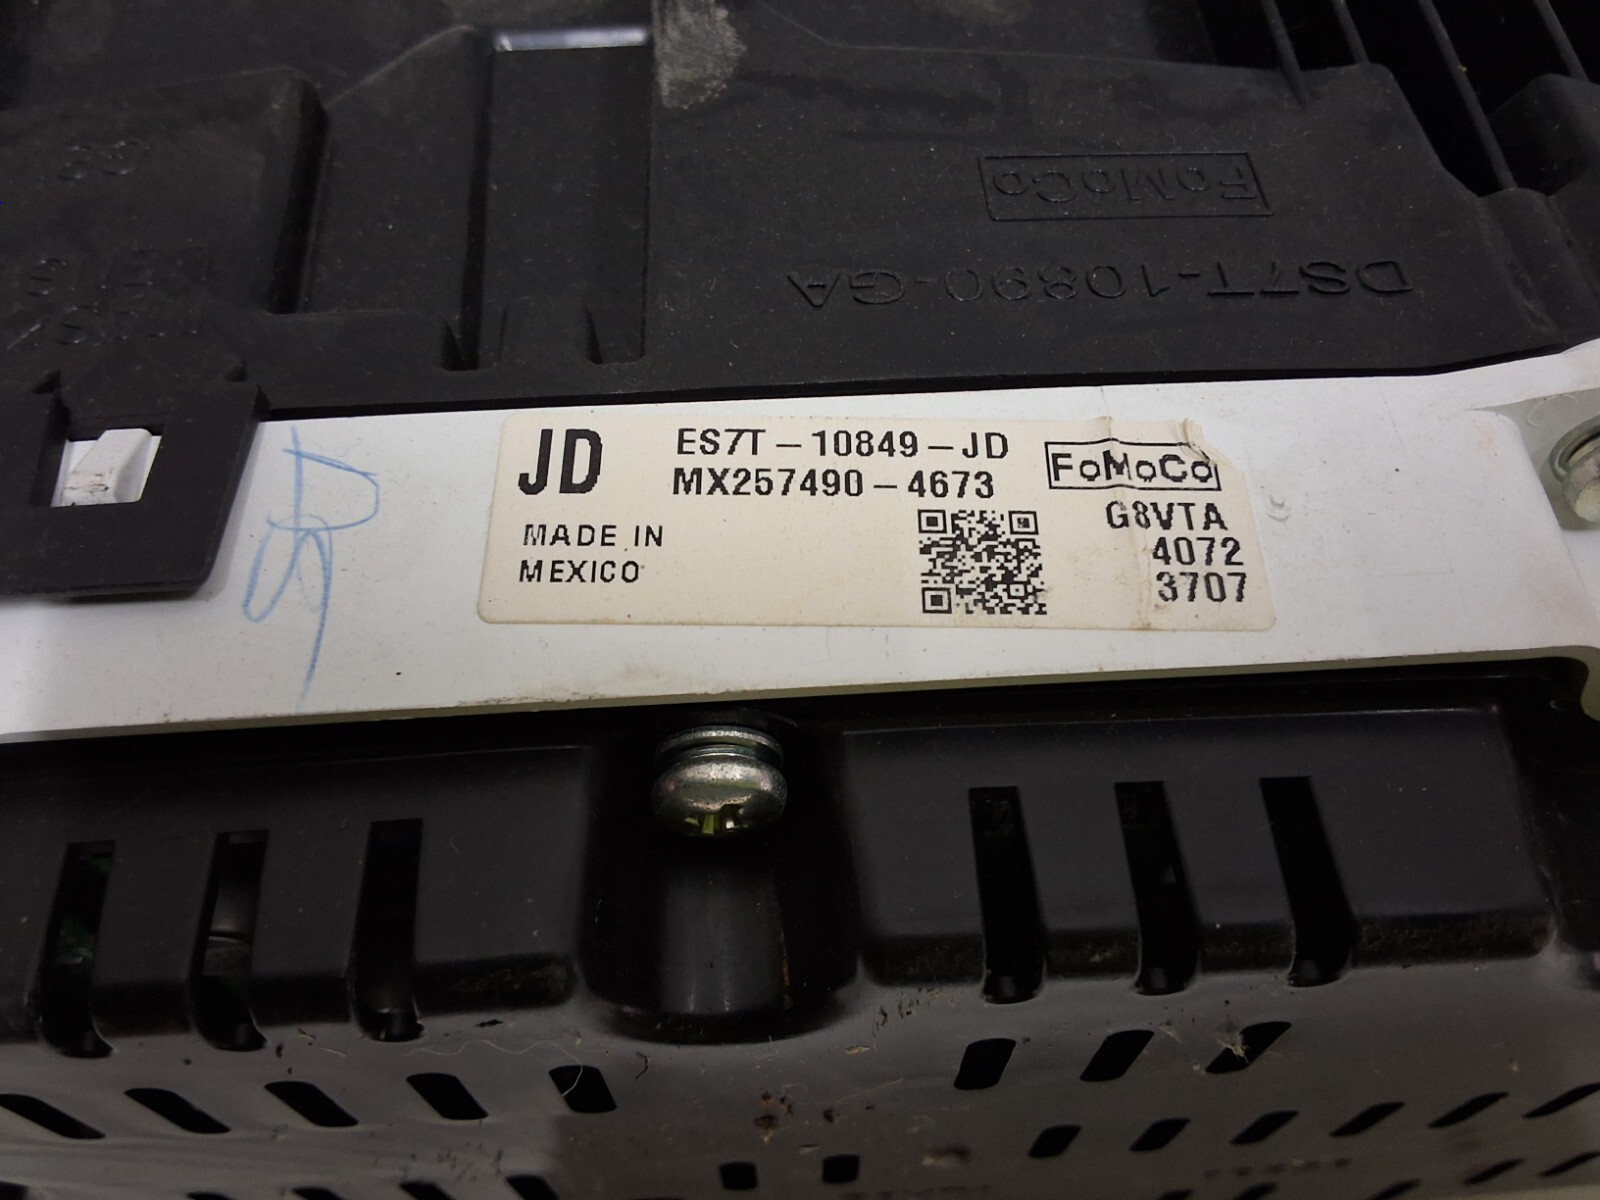 FoMoCo
DS7T-10890-GA
JD
ES7T-10849-JD
MX257490-4673
FoMoCo
MADE IN
MEXICO
G8VTA
4072
3707